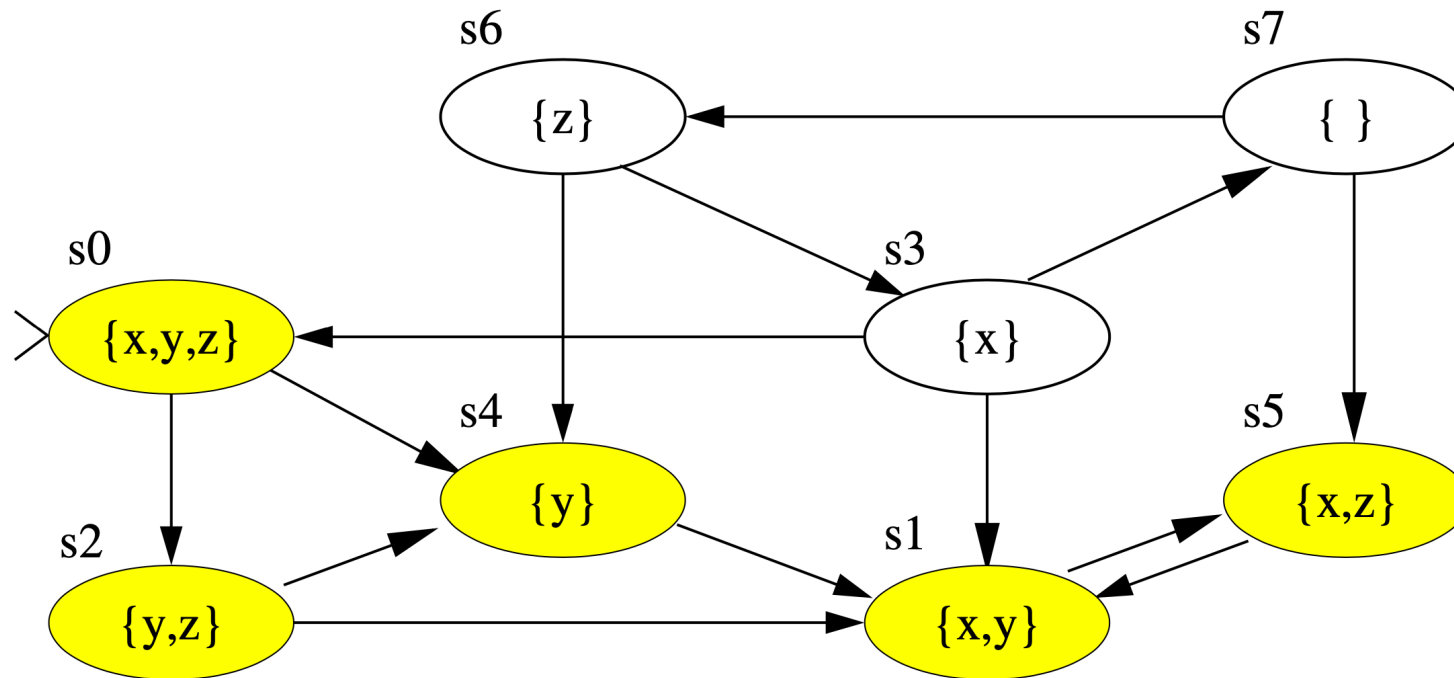 s6
s7
{z}
{ }
s0
s3
{x,y,z}
{x}
s4
s5
{y}
{x,z}
s2
s1
{y,z}
{x,y}